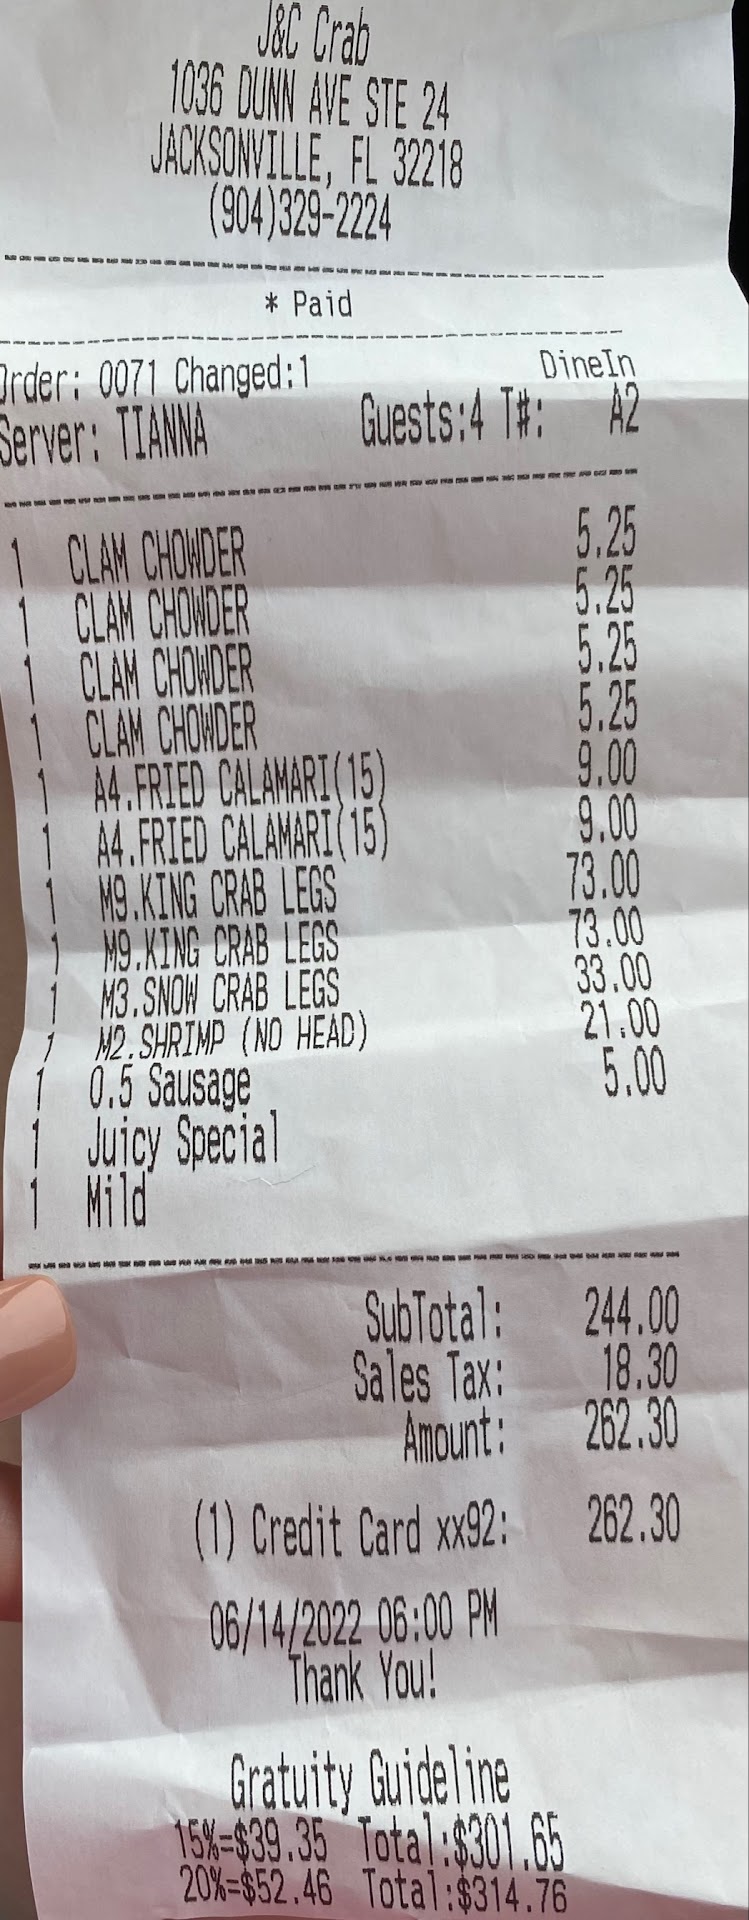 J&C Crab
1036 DUNN AVE STE 24
JACKSONVILLE, FL 32218
(904)329-2224
* Paid
Order: 0071 Changed:1 DineIn
Server: TIANNA Guests:4 T#: A2
1 CLAM CHOWDER 5.25
1 CLAM CHOWDER 5.25
1 CLAM CHOWDER 5.25
1 CLAM CHOWDER 5.25
1 A4.FRIED CALAMARI(15) 9.00
1 A4.FRIED CALAMARI(15) 9.00
1 M9.KING CRAB LEGS 73.00
1 M9.KING CRAB LEGS 73.00
1 M3.SNOW CRAB LEGS 33.00
1 M2.SHRIMP (NO HEAD) 21.00
1 0.5 Sausage 5.00
1 Juicy Special
1 Mild
SubTotal: 244.00
Sales Tax: 18.30
Amount: 262.30
(1) Credit Card xx92: 262.30
06/14/2022 06:00 PM
Thank You!
Gratuity Guideline
15%=$39.35 Total:$301.65
20%=$52.46 Total:$314.76